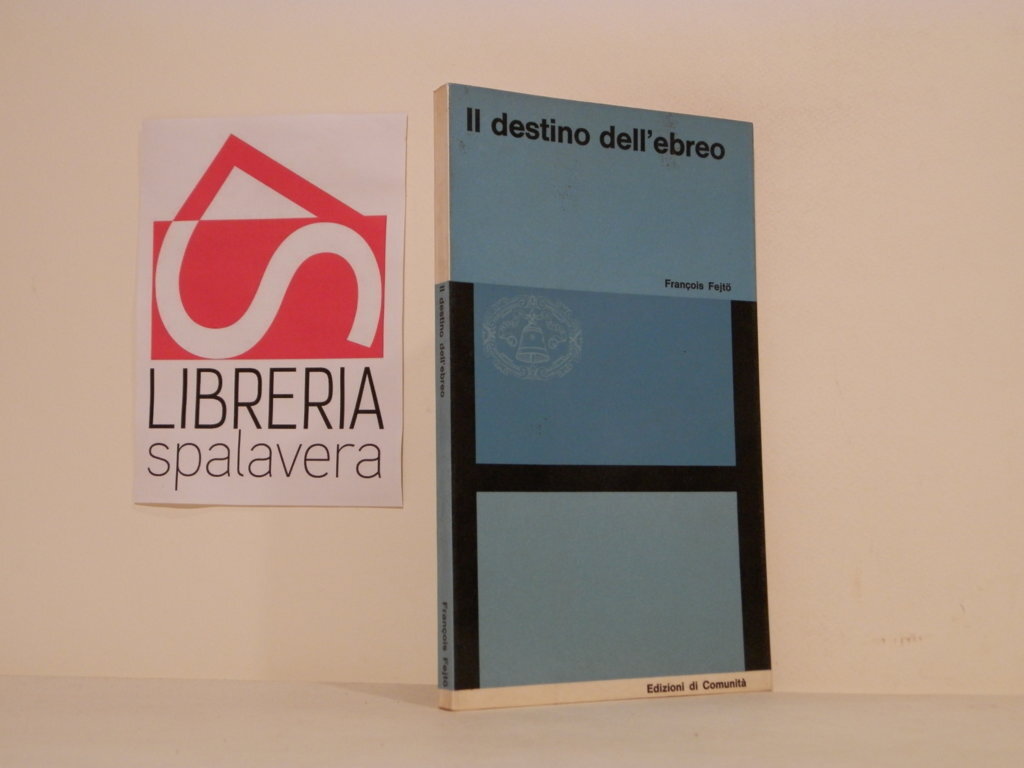 LIBRERIA
spalavera
Il destino dell'ebreo
François Fejtö
Edizioni di Comunità
Il destino dell'ebreo
François Fejtö